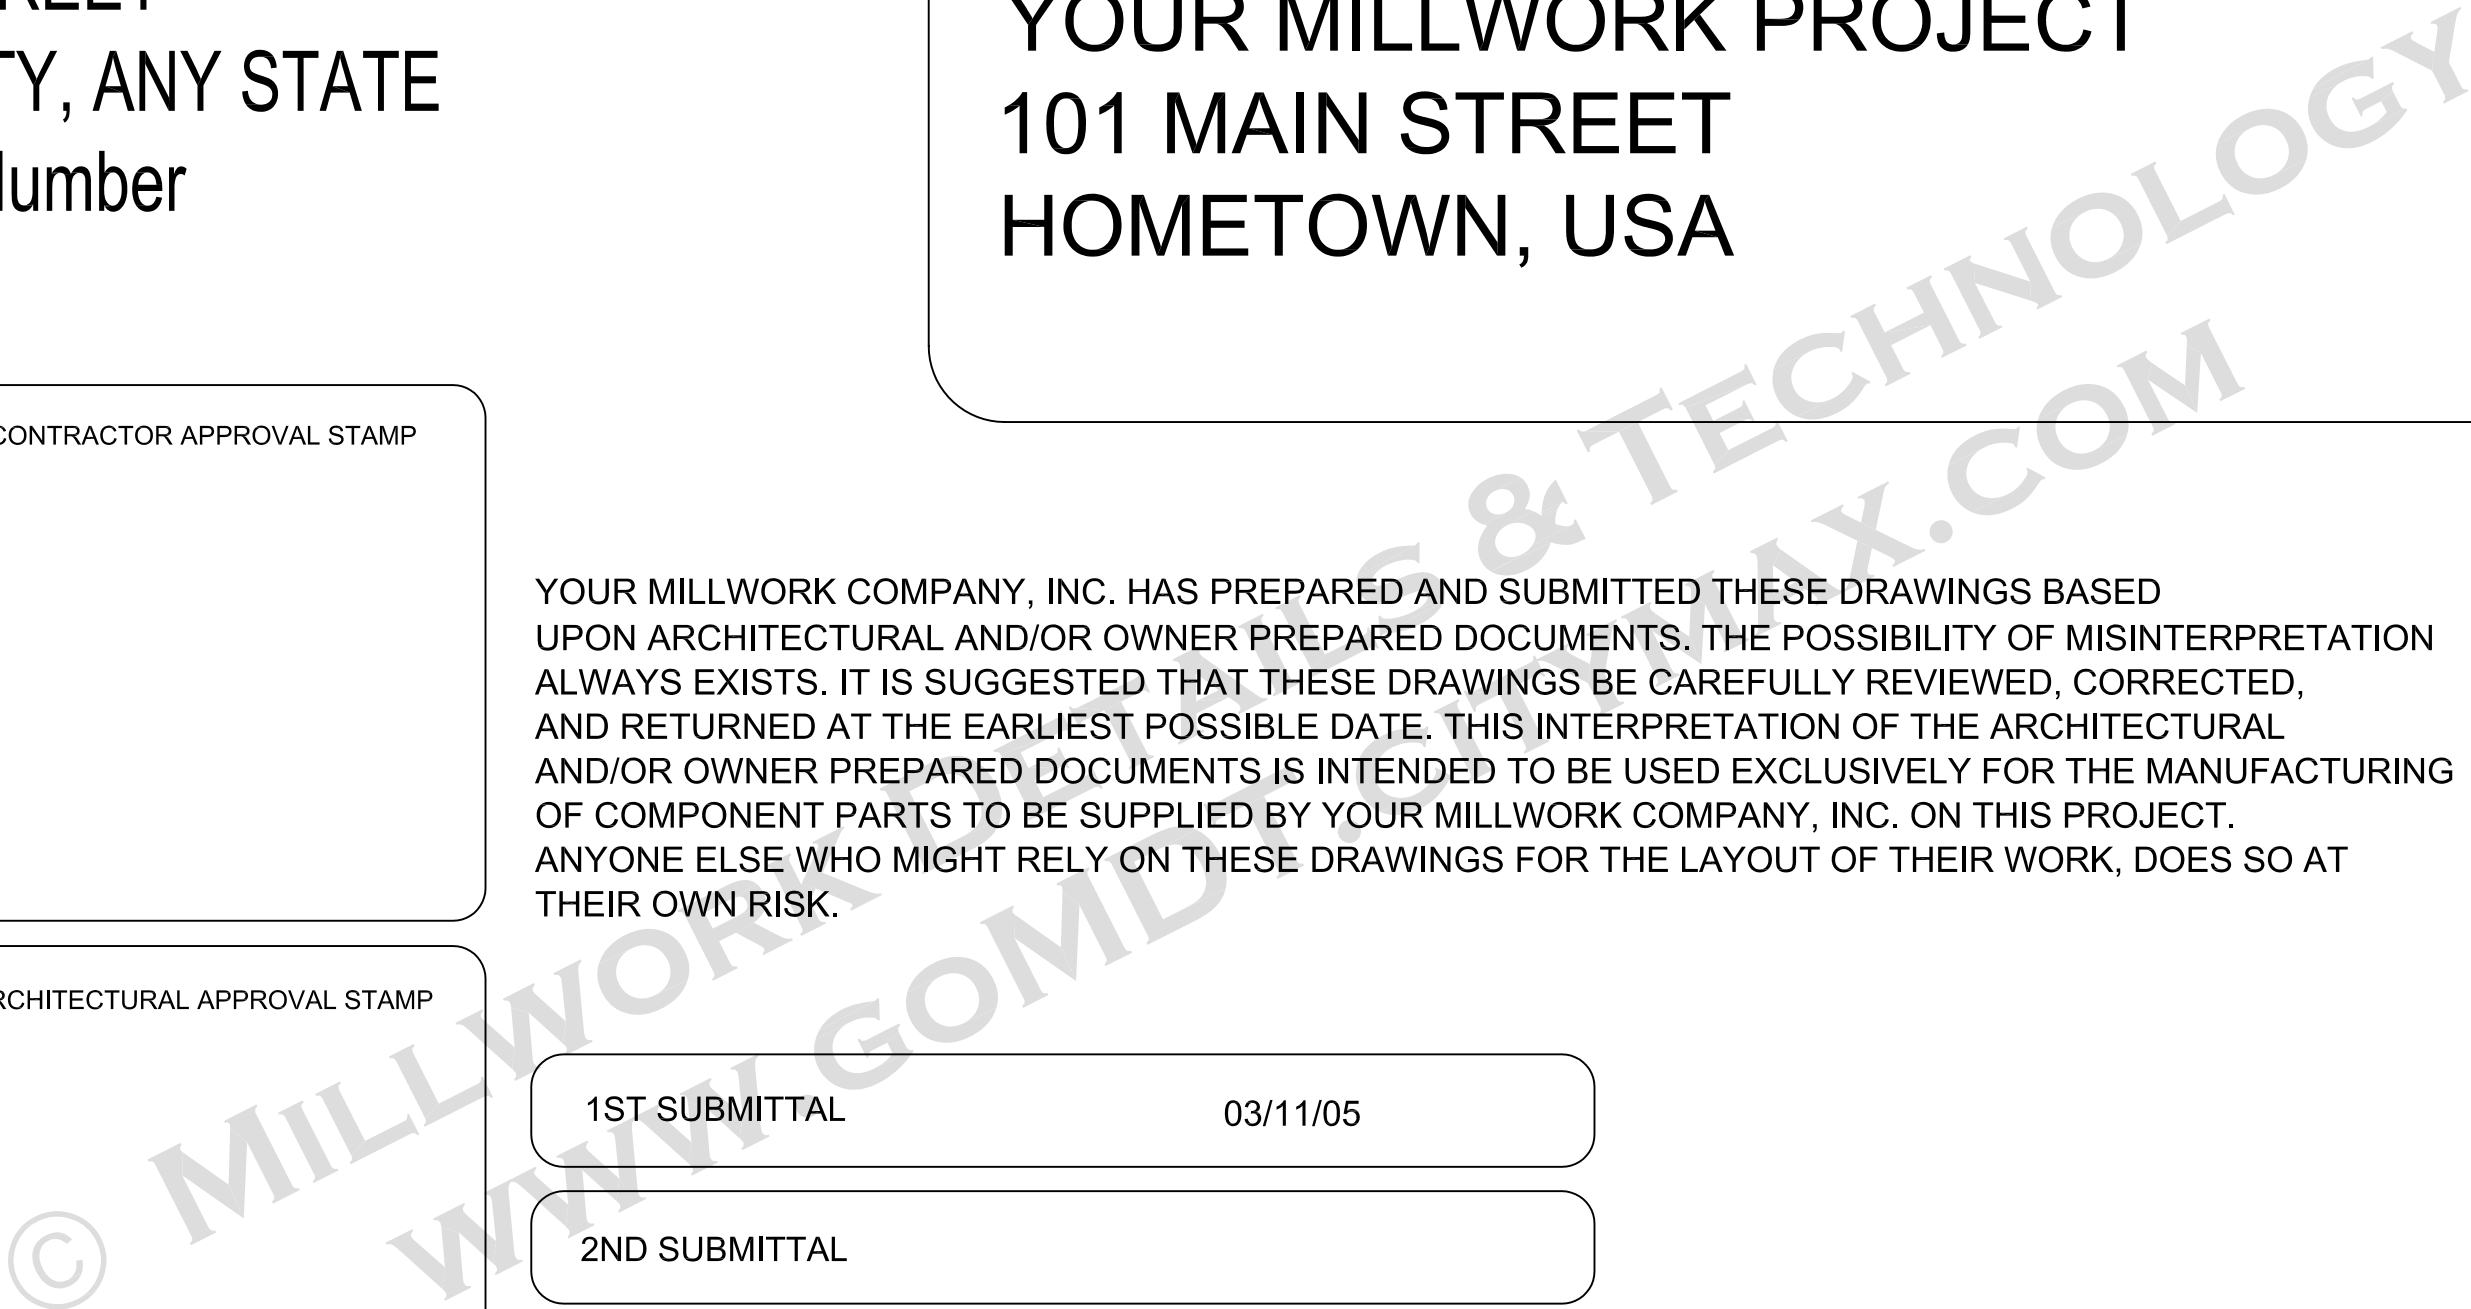 TY, ANY STATE
umber
YOUR MILLWORK PROJECT
101 MAIN STREET
HOMETOWN, USA
CONTRACTOR APPROVAL STAMP
YOUR MILLWORK COMPANY, INC. HAS PREPARED AND SUBMITTED THESE DRAWINGS BASED
UPON ARCHITECTURAL AND/OR OWNER PREPARED DOCUMENTS. THE POSSIBILITY OF MISINTERPRETATION
ALWAYS EXISTS. IT IS SUGGESTED THAT THESE DRAWINGS BE CAREFULLY REVIEWED, CORRECTED,
AND RETURNED AT THE EARLIEST POSSIBLE DATE. THIS INTERPRETATION OF THE ARCHITECTURAL
AND/OR OWNER PREPARED DOCUMENTS IS INTENDED TO BE USED EXCLUSIVELY FOR THE MANUFACTURING
OF COMPONENT PARTS TO BE SUPPLIED BY YOUR MILLWORK COMPANY, INC. ON THIS PROJECT.
ANYONE ELSE WHO MIGHT RELY ON THESE DRAWINGS FOR THE LAYOUT OF THEIR WORK, DOES SO AT
THEIR OWN RISK.
RCHITECTURAL APPROVAL STAMP
1ST SUBMITTAL 03/11/05
2ND SUBMITTAL
© MILLWORK DETAILS & TECHNOLOGY
WWW.GOMDT.CITYMAX.COM